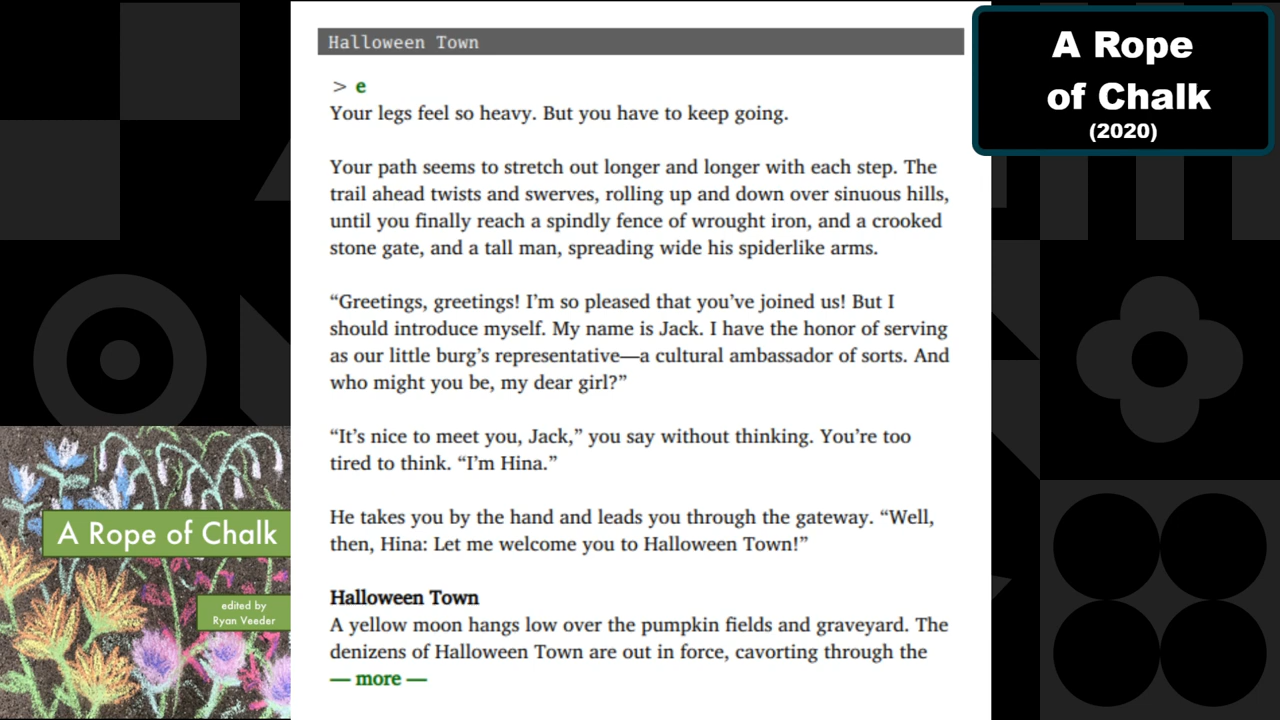 Halloween Town
> e
Your legs feel so heavy. But you have to keep going.
Your path seems to stretch out longer and longer with each step. The
trail ahead twists and swerves, rolling up and down over sinuous hills,
until you finally reach a spindly fence of wrought iron, and a crooked
stone gate, and a tall man, spreading wide his spiderlike arms.
“Greetings, greetings! I’m so pleased that you’ve joined us! But I
should introduce myself. My name is Jack. I have the honor of serving
as our little burg’s representative—a cultural ambassador of sorts. And
who might you be, my dear girl?”
“It’s nice to meet you, Jack,” you say without thinking. You’re too
tired to think. “I’m Hina.”
He takes you by the hand and leads you through the gateway. “Well,
then, Hina: Let me welcome you to Halloween Town!”
Halloween Town
A yellow moon hangs low over the pumpkin fields and graveyard. The
denizens of Halloween Town are out in force, cavorting through the
— more —
A Rope
of Chalk
(2020)
A Rope of Chalk
edited by
Ryan Veeder